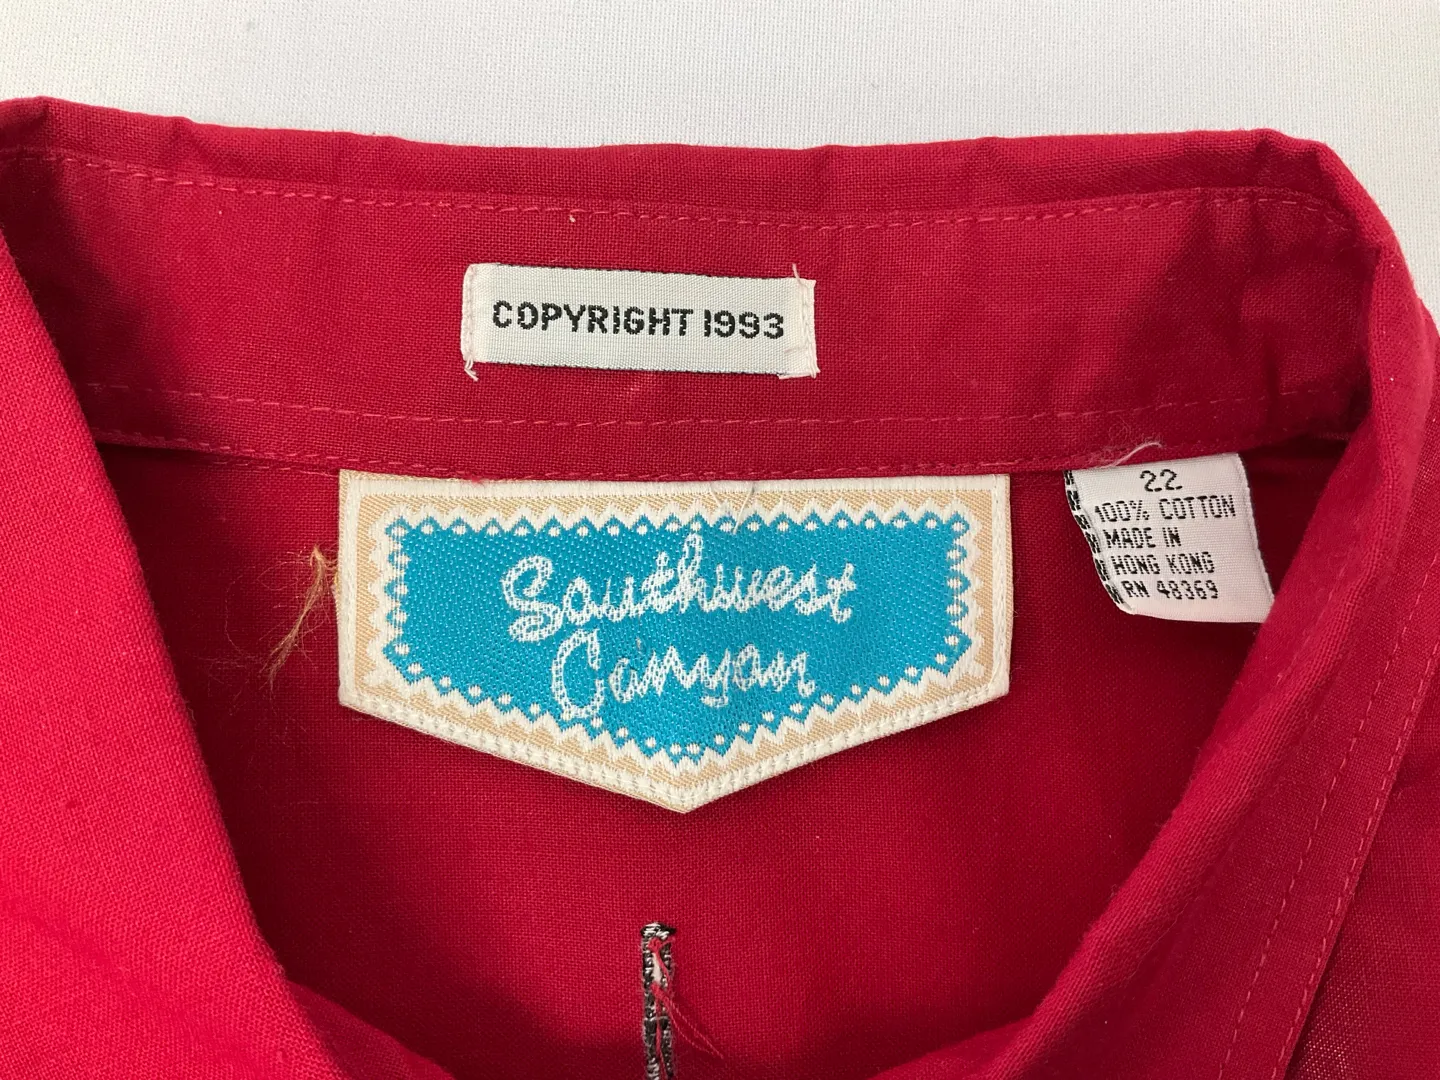 COPYRIGHT 1993
Southwest
Canyon
22
100% COTTON
MADE IN
HONG KONG
RN 48369